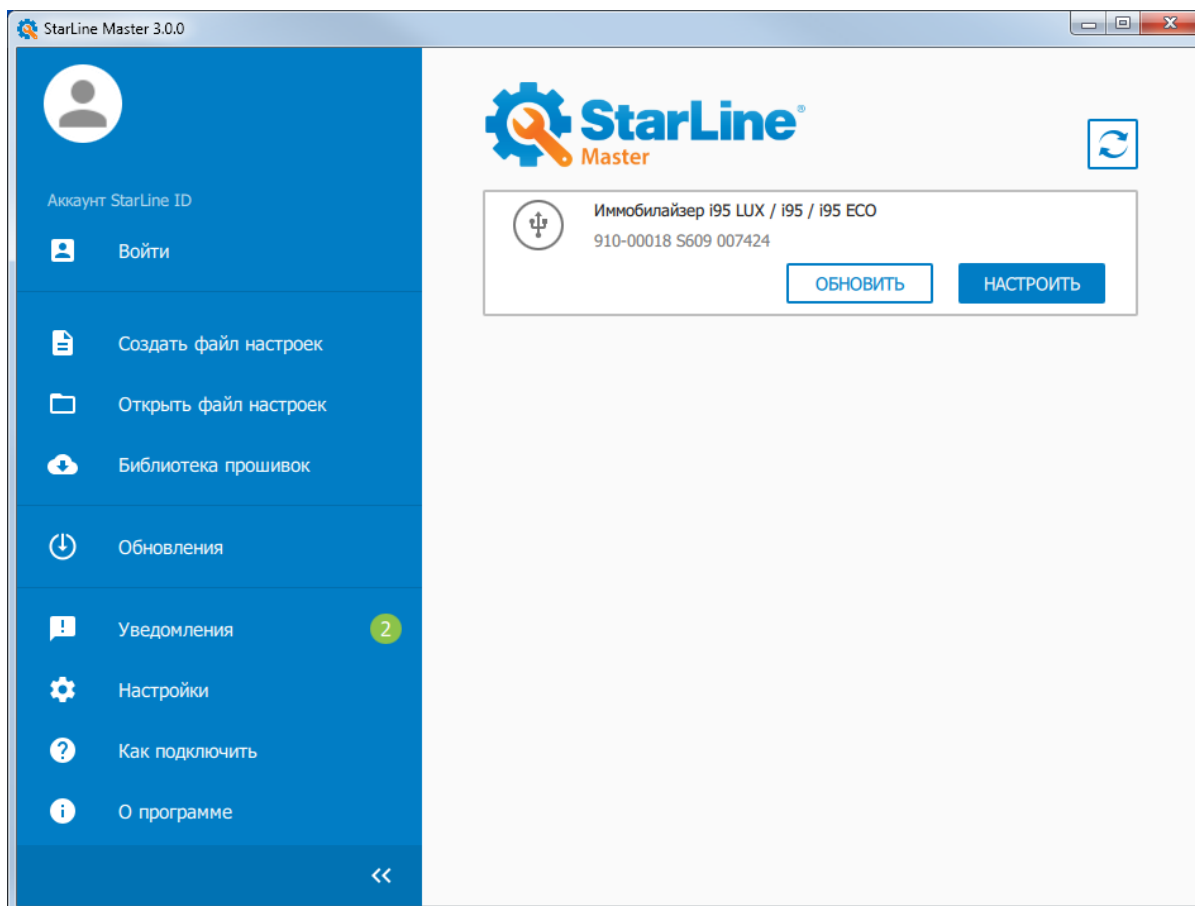 StarLine Master 3.0.0
Аккаунт StarLine ID
Войти
Создать файл настроек
Открыть файл настроек
Библиотека прошивок
Обновления
Уведомления 2
Настройки
Как подключить
О программе
StarLine®
Master
Иммобилайзер i95 LUX / i95 / i95 ECO
910-00018 S609 007424
ОБНОВИТЬ НАСТРОИТЬ